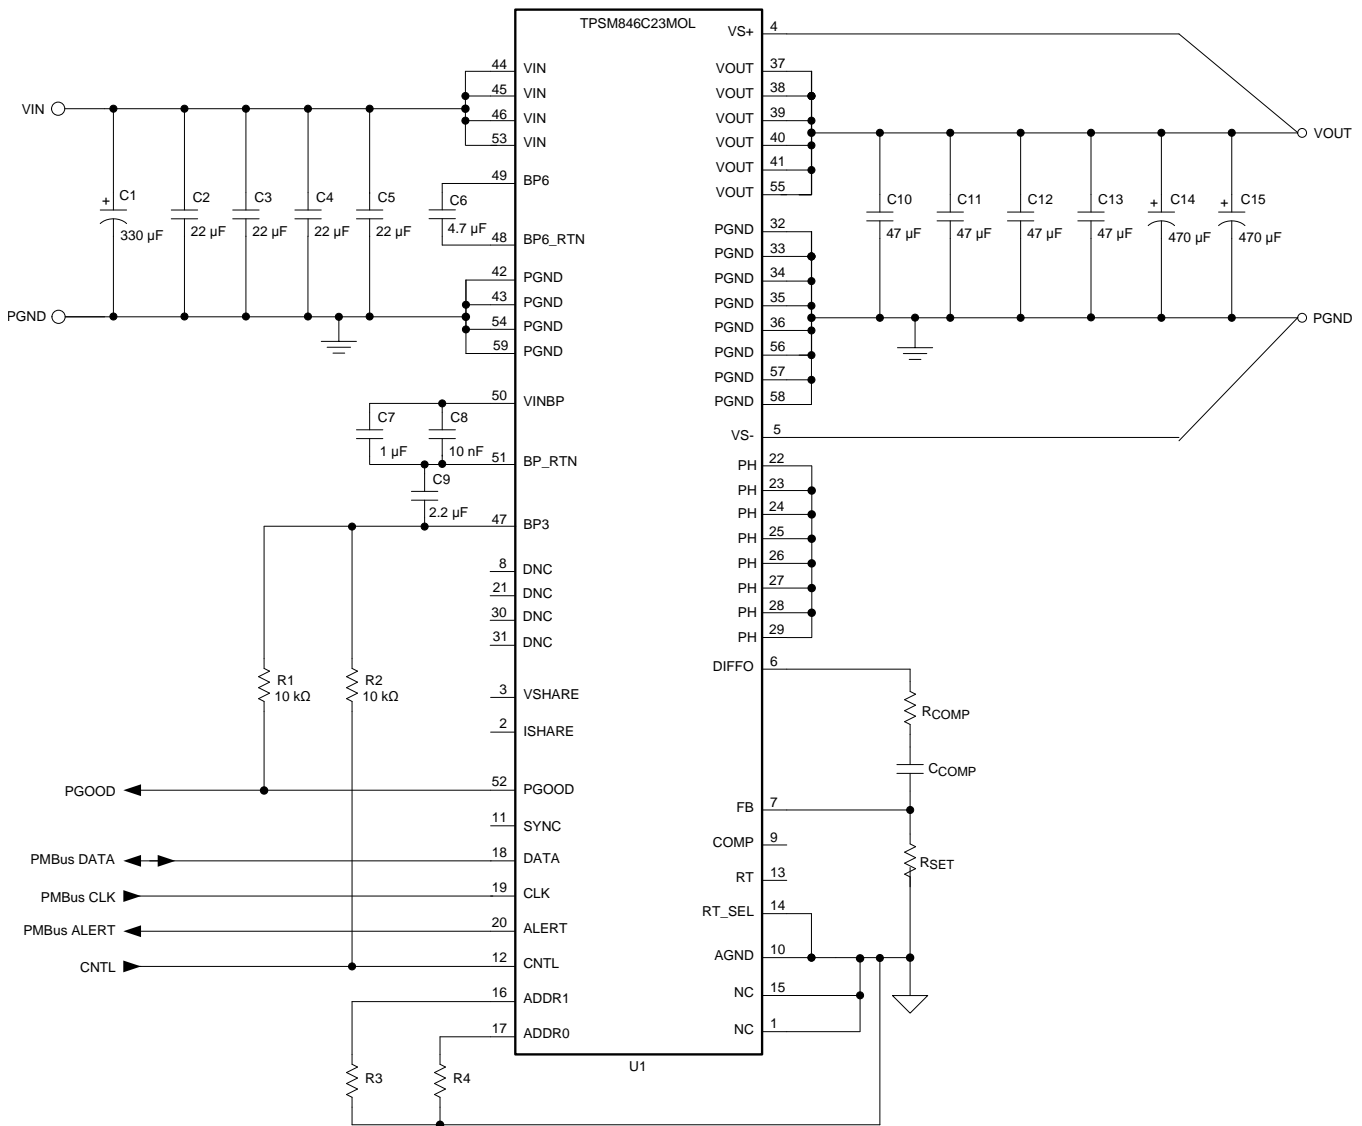 TPSM846C23MOL
VS+ 4
44 VIN
45 VIN
46 VIN
53 VIN
VIN
VOUT 37
VOUT 38
VOUT 39
VOUT 40
VOUT 41
VOUT 55
VOUT
49 BP6
48 BP6_RTN
C1
330 µF
+
C2
22 µF
C3
22 µF
C4
22 µF
C5
22 µF
C6
4.7 µF
C10
47 µF
C11
47 µF
C12
47 µF
C13
47 µF
+
C14
470 µF
+
C15
470 µF
42 PGND
43 PGND
54 PGND
59 PGND
PGND
PGND 32
PGND 33
PGND 34
PGND 35
PGND 36
PGND 56
PGND 57
PGND 58
PGND
50 VINBP
C7
1 µF
C8
10 nF
51 BP_RTN
C9
2.2 µF
47 BP3
VS- 5
PH 22
PH 23
PH 24
PH 25
PH 26
PH 27
PH 28
PH 29
8 DNC
21 DNC
30 DNC
31 DNC
R1
10 kΩ
R2
10 kΩ
3 VSHARE
2 ISHARE
DIFFO 6
RCOMP
CCOMP
FB 7
COMP 9
RSET
RT 13
RT_SEL 14
AGND 10
NC 15
NC 1
PGOOD
52 PGOOD
11 SYNC
PMBus DATA
18 DATA
PMBus CLK
19 CLK
PMBus ALERT
20 ALERT
CNTL
12 CNTL
16 ADDR1
17 ADDR0
R3
R4
U1